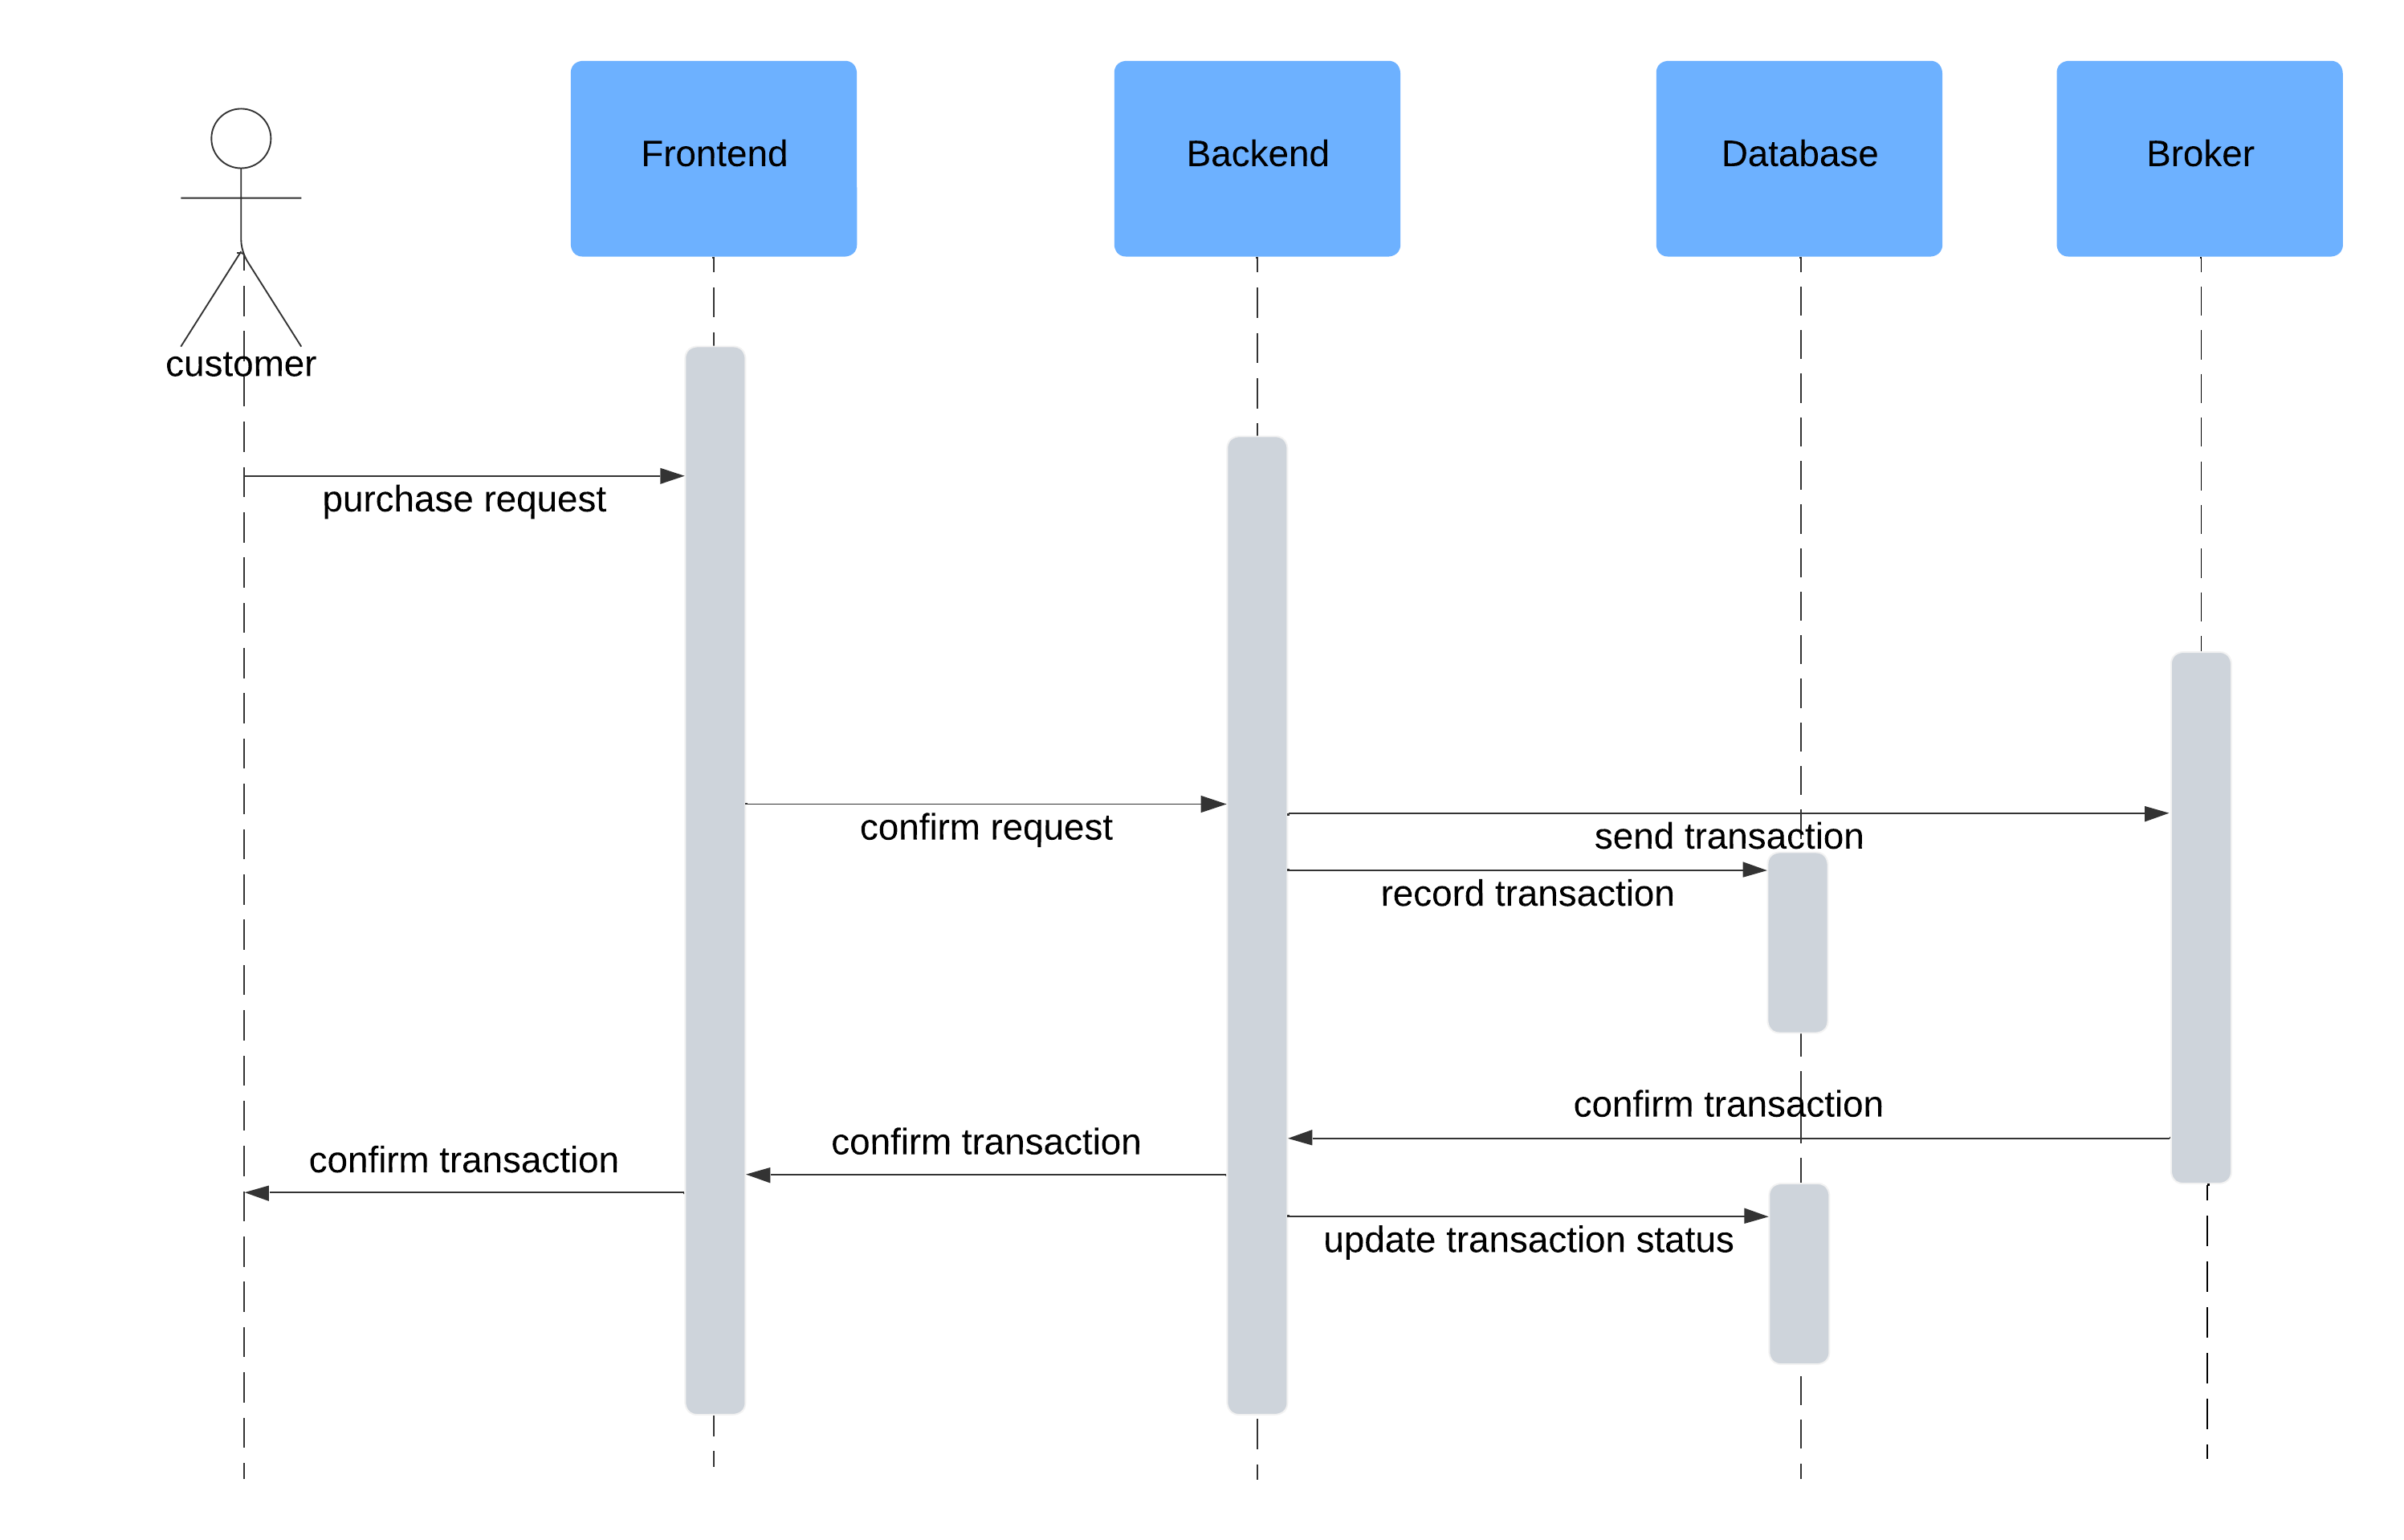 Frontend
Backend
Database
Broker
customer
purchase request
confirm request
send transaction
record transaction
confirm transaction
confirm transaction
confirm transaction
update transaction status